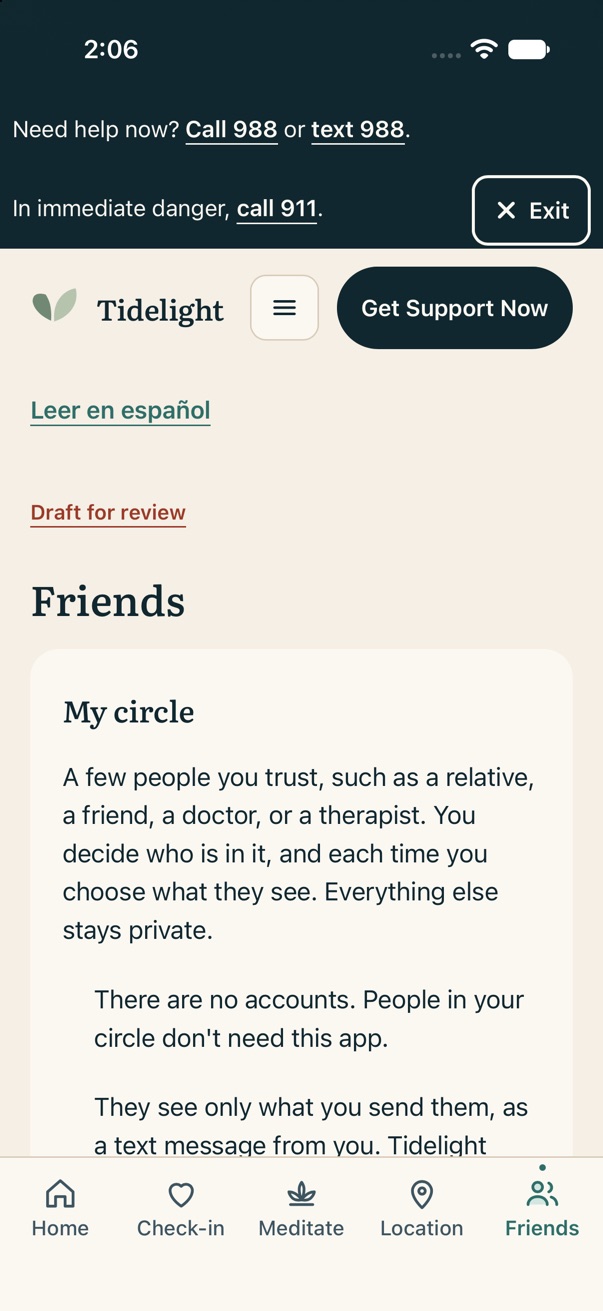 2:06
Need help now? Call 988 or text 988.
In immediate danger, call 911.
Exit
Tidelight
Get Support Now
Leer en español
Draft for review
Friends
My circle
A few people you trust, such as a relative,
a friend, a doctor, or a therapist. You
decide who is in it, and each time you
choose what they see. Everything else
stays private.
There are no accounts. People in your
circle don't need this app.
They see only what you send them, as
a text message from you. Tidelight
Home
Check-in
Meditate
Location
Friends